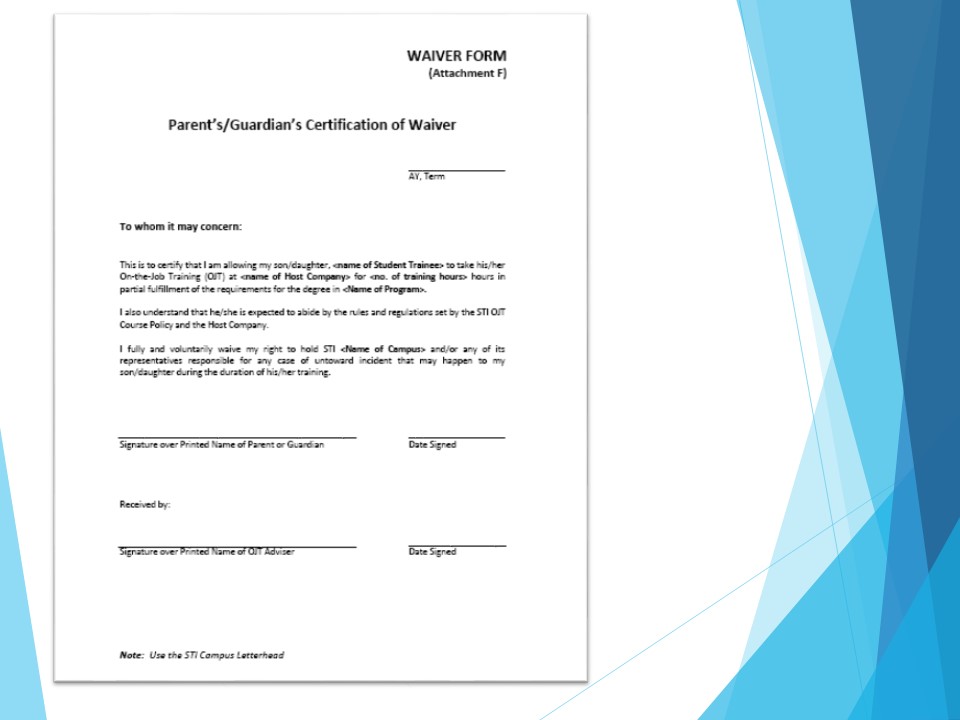 WAIVER FORM
(Attachment F)
Parent's/Guardian's Certification of Waiver
AY, Term
To whom it may concern:
This is to certify that I am allowing my son/daughter, <name of Student Trainee> to take his/her
On-the-Job Training (OJT) at <name of Host Company> for <no. of training hours> hours in
partial fulfillment of the requirements for the degree in <Name of Program>.
I also understand that he/she is expected to abide by the rules and regulations set by the STI OJT
Course Policy and the Host Company.
I fully and voluntarily waive my right to hold STI <Name of Campus> and/or any of its
representatives responsible for any case of untoward incident that may happen to my
son/daughter during the duration of his/her training.
Signature over Printed Name of Parent or Guardian
Date Signed
Received by:
Signature over Printed Name of OJT Adviser
Date Signed
Note: Use the STI Campus Letterhead